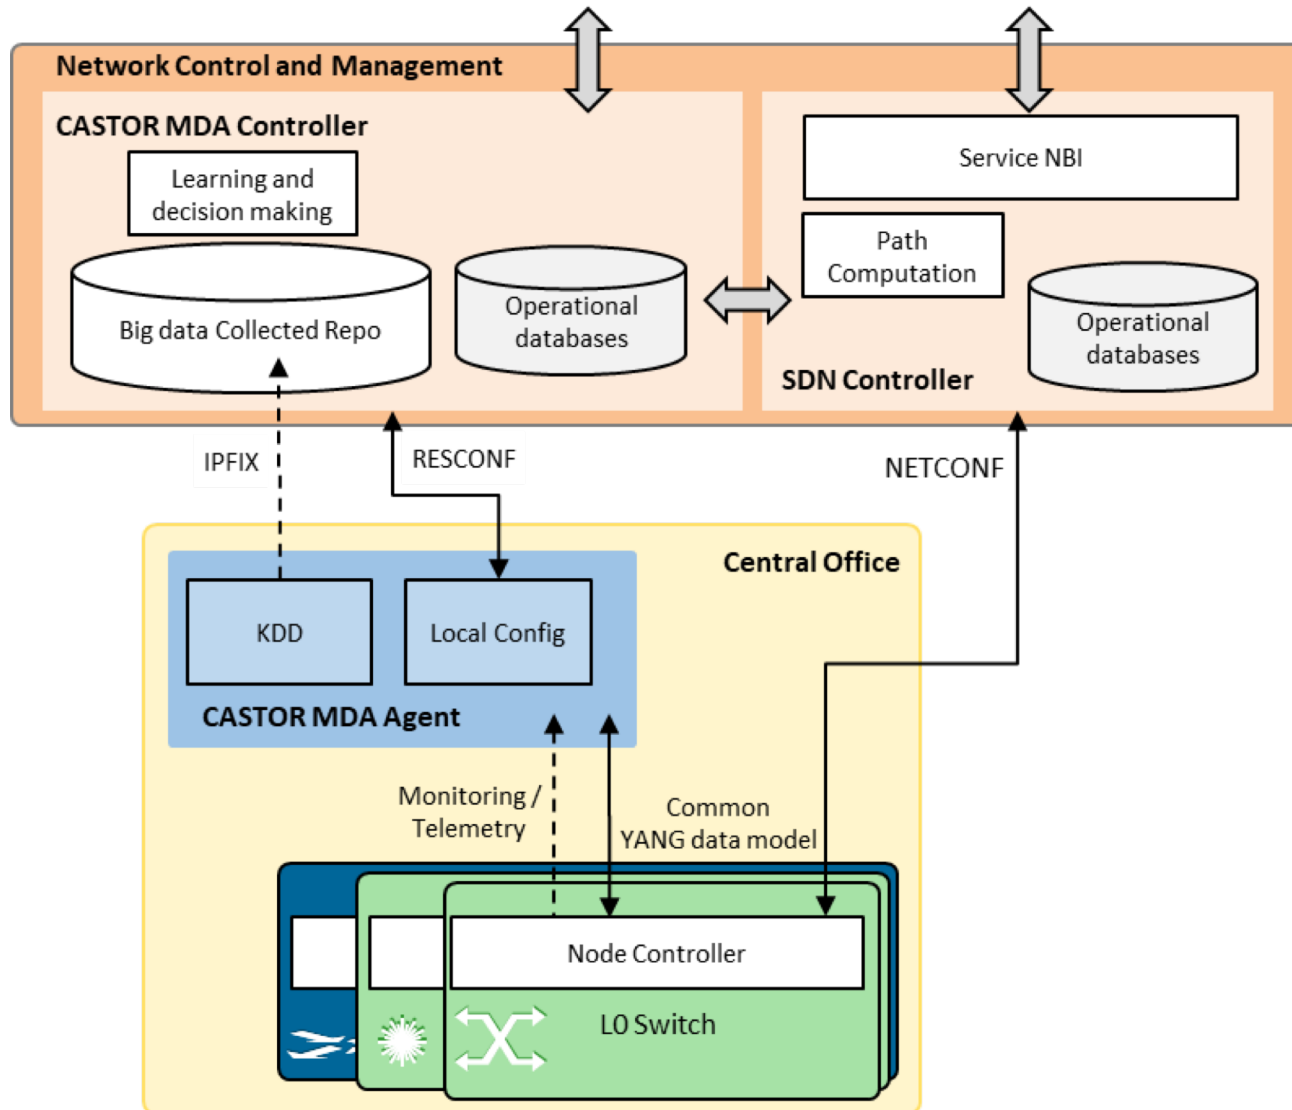 Network Control and Management
CASTOR MDA Controller
Learning and
decision making
Big data Collected Repo
Operational
databases
Service NBI
Path
Computation
Operational
databases
SDN Controller
IPFIX
RESCONF
NETCONF
Central Office
KDD
Local Config
CASTOR MDA Agent
Monitoring /
Telemetry
Common
YANG data model
Node Controller
L0 Switch